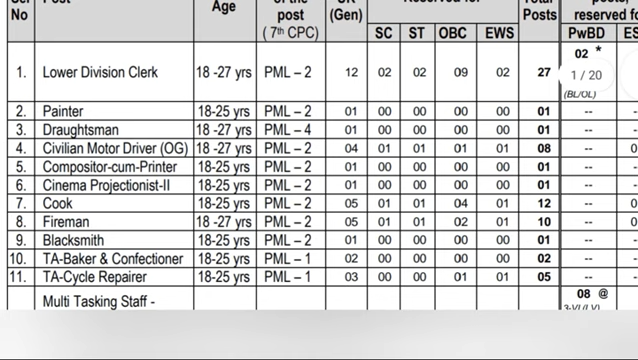 Ser No Post Age of the post (7th CPC) UR (Gen) Reserved for Total Posts posts, reserved for
SC ST OBC EWS PwBD
1. Lower Division Clerk 18 -27 yrs PML – 2 12 02 02 09 02 27 02 * (BL/OL)
1 / 20
2. Painter 18-25 yrs PML – 2 01 00 00 00 00 01 --
3. Draughtsman 18 -27 yrs PML – 4 01 00 00 00 00 01 --
4. Civilian Motor Driver (OG) 18 -27 yrs PML – 2 04 01 01 01 01 08 --
5. Compositor-cum-Printer 18-25 yrs PML – 2 01 00 00 00 00 01 --
6. Cinema Projectionist-II 18-25 yrs PML – 2 01 00 00 00 00 01 --
7. Cook 18-25 yrs PML – 2 05 01 01 04 01 12 --
8. Fireman 18 -27 yrs PML – 2 05 01 01 02 01 10 --
9. Blacksmith 18-25 yrs PML – 2 01 00 00 00 00 01 --
10. TA-Baker & Confectioner 18-25 yrs PML – 1 02 00 00 00 00 02 --
11. TA-Cycle Repairer 18-25 yrs PML – 1 03 00 00 01 01 05 --
Multi Tasking Staff - 08 @